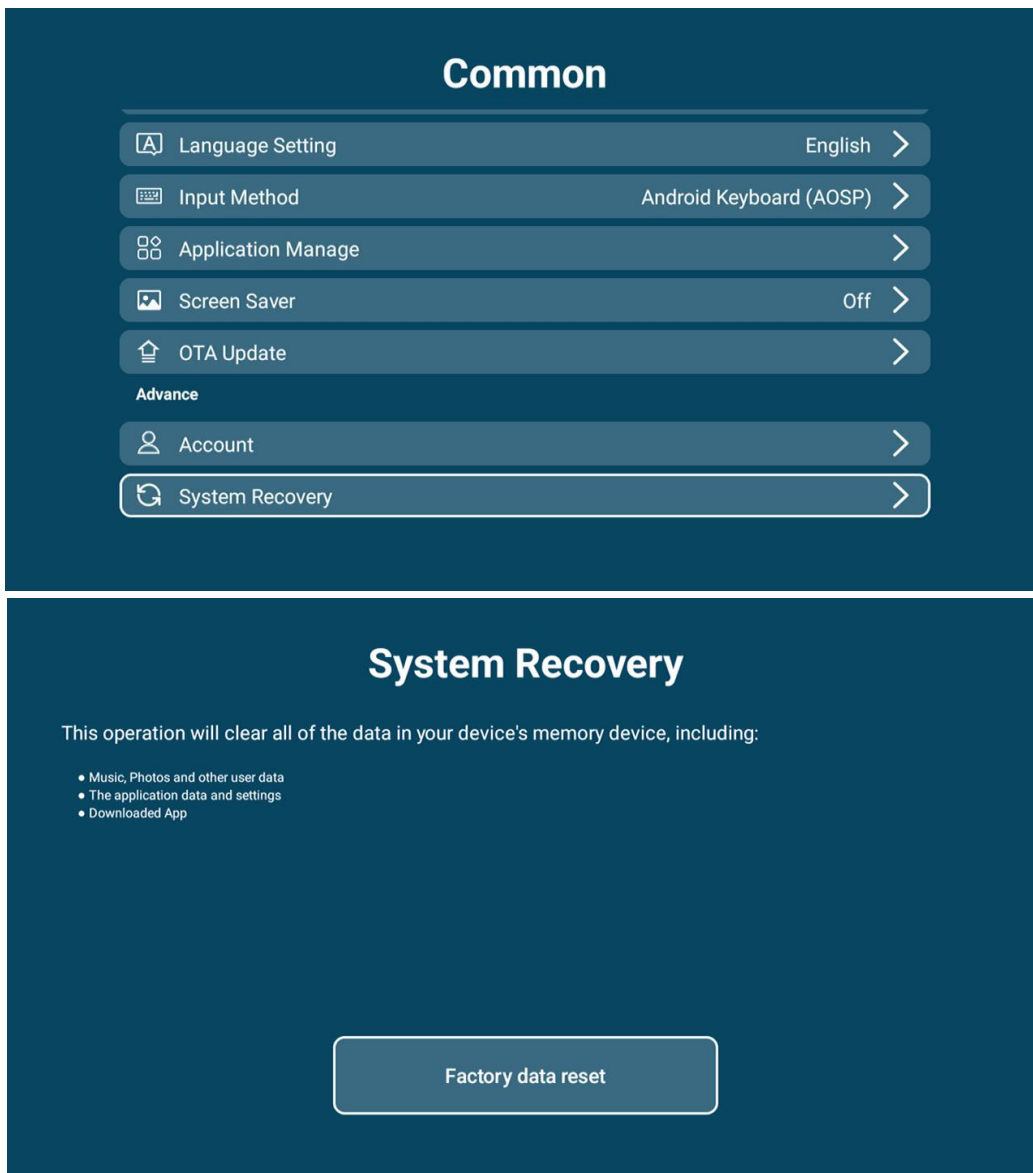 Common
Language Setting English
Input Method Android Keyboard (AOSP)
Application Manage
Screen Saver Off
OTA Update
Advance
Account
System Recovery
System Recovery
This operation will clear all of the data in your device's memory device, including:
● Music, Photos and other user data
● The application data and settings
● Downloaded App
Factory data reset